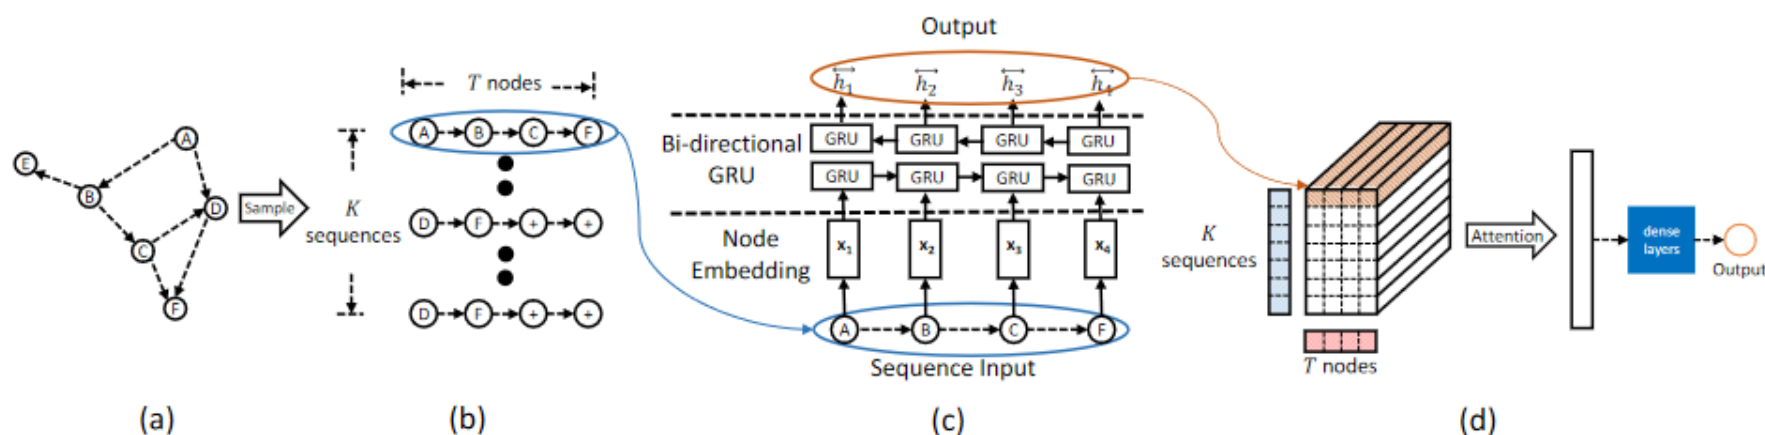 A
E
B
D
C
F
Sample
(a)
T nodes
A B C F
K
sequences
D F + +
D F + +
(b)
Output
h1 h2 h3 h4
Bi-directional
GRU
GRU GRU GRU GRU
GRU GRU GRU GRU
Node
Embedding
x1 x2 x3 x4
A B C F
Sequence Input
(c)
K
sequences
T nodes
Attention
dense
layers
Output
(d)